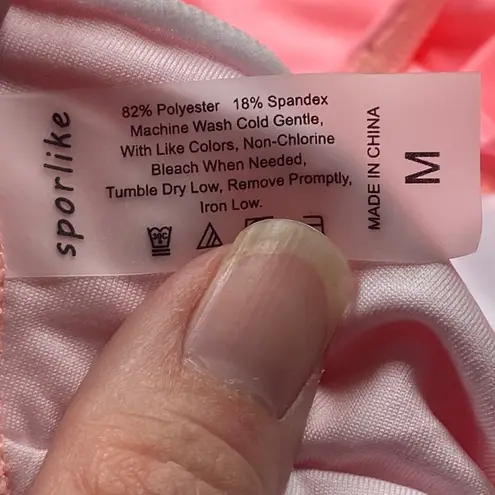 sporlike
82% Polyester 18% Spandex
Machine Wash Cold Gentle,
With Like Colors, Non-Chlorine
Bleach When Needed,
Tumble Dry Low, Remove Promptly,
Iron Low.
30C
MADE IN CHINA
M